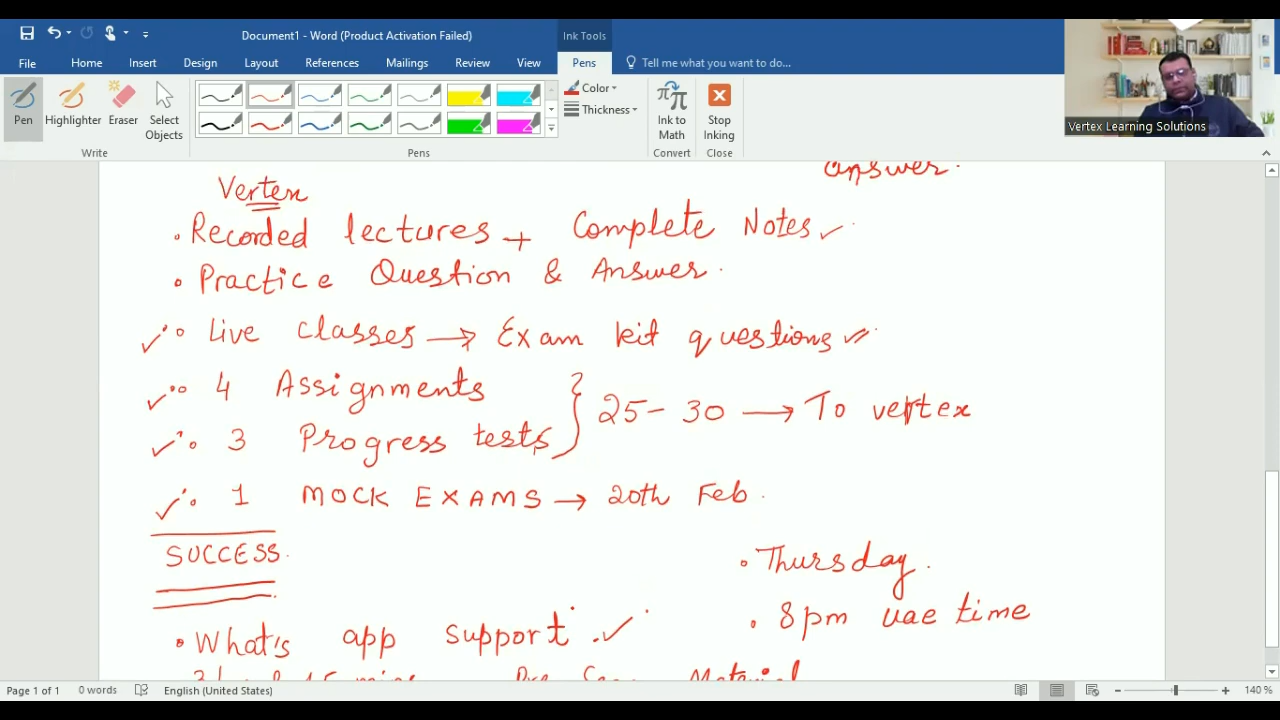 Document1 - Word (Product Activation Failed)
Ink Tools
File Home Insert Design Layout References Mailings Review View Pens Tell me what you want to do...
Pen Highlighter Eraser Select Objects
Color
Thickness
Ink to Math
Stop Inking
Write Pens Convert Close
Vertex Learning Solutions
Answer.
Vertex
Recorded lectures + Complete Notes
Practice Question & Answer
Live classes → Exam kit questions
4 Assignments
25 - 30 → To vertex
3 Progress tests
1 MOCK EXAMS → 20th Feb
SUCCESS
Thursday
8pm uae time
What's app support
Material
Page 1 of 1 0 words English (United States) 140 %